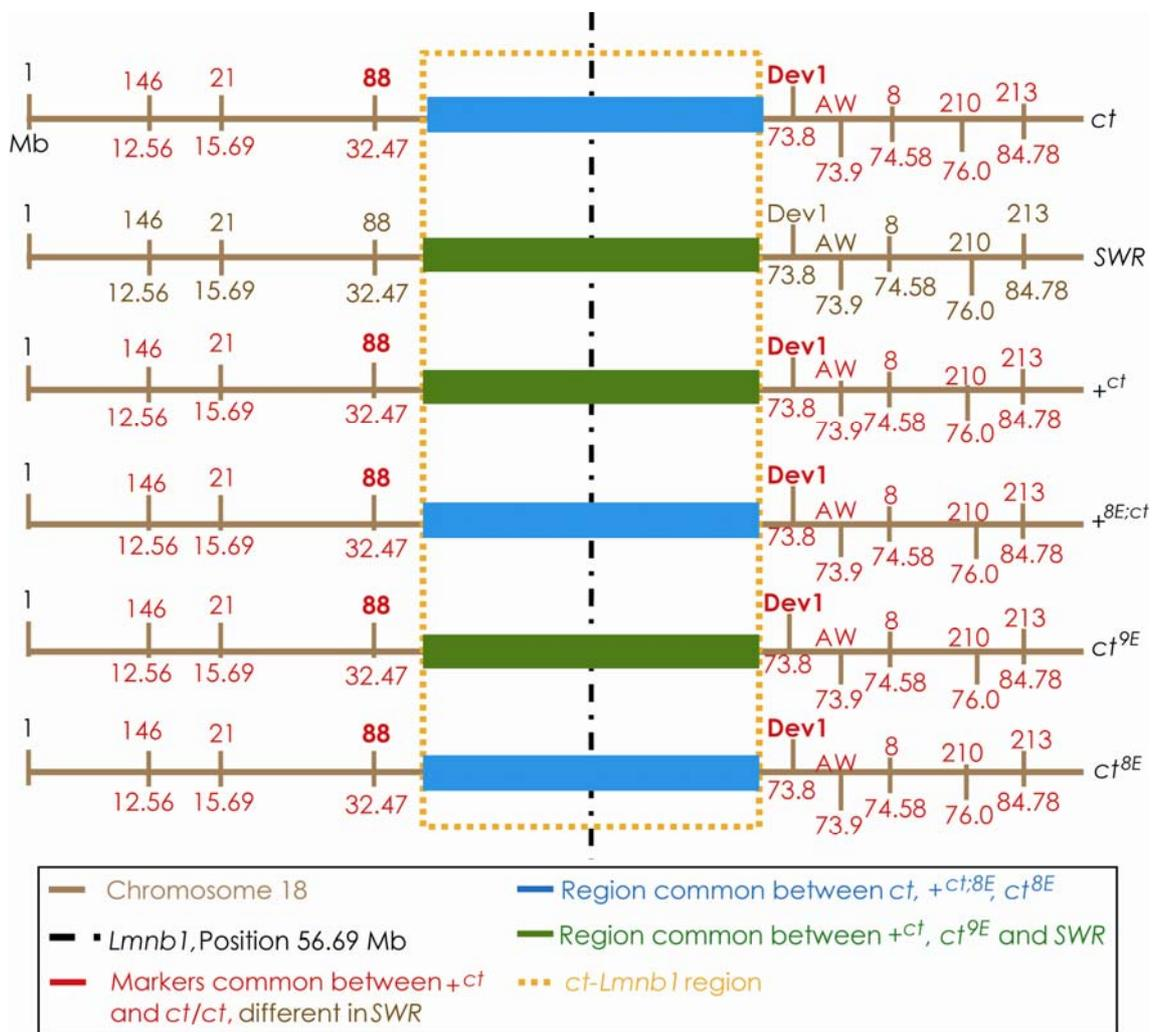 1 146 21 88 Dev1 AW 8 210 213 ct
Mb 12.56 15.69 32.47 73.8 73.9 74.58 76.0 84.78
1 146 21 88 Dev1 AW 8 210 213 SWR
12.56 15.69 32.47 73.8 73.9 74.58 76.0 84.78
1 146 21 88 Dev1 AW 8 210 213 +ct
12.56 15.69 32.47 73.8 73.9 74.58 76.0 84.78
1 146 21 88 Dev1 AW 8 210 213 +8E;ct
12.56 15.69 32.47 73.8 73.9 74.58 76.0 84.78
1 146 21 88 Dev1 AW 8 210 213 ct9E
12.56 15.69 32.47 73.8 73.9 74.58 76.0 84.78
1 146 21 88 Dev1 AW 8 210 213 ct8E
12.56 15.69 32.47 73.8 73.9 74.58 76.0 84.78
Chromosome 18
Lmnb1, Position 56.69 Mb
Markers common between +ct
and ct/ct, different in SWR
Region common between ct, +ct;8E, ct8E
Region common between +ct, ct9E and SWR
ct-Lmnb1 region